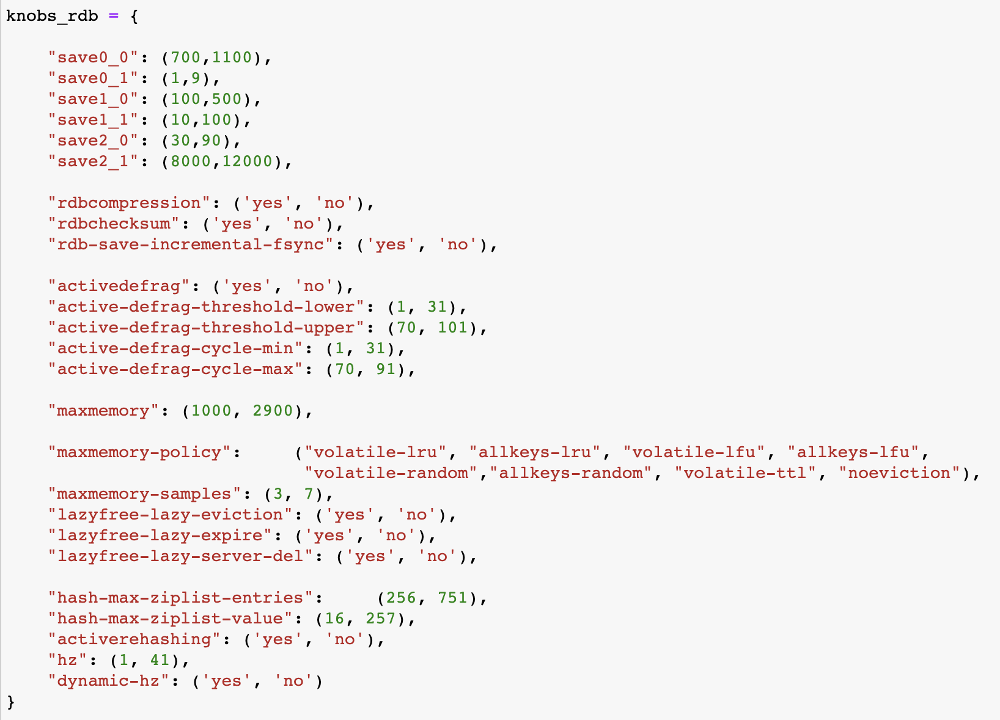 knobs_rdb = {
"save0_0": (700,1100),
"save0_1": (1,9),
"save1_0": (100,500),
"save1_1": (10,100),
"save2_0": (30,90),
"save2_1": (8000,12000),
"rdbcompression": ('yes', 'no'),
"rdbchecksum": ('yes', 'no'),
"rdb-save-incremental-fsync": ('yes', 'no'),
"activedefrag": ('yes', 'no'),
"active-defrag-threshold-lower": (1, 31),
"active-defrag-threshold-upper": (70, 101),
"active-defrag-cycle-min": (1, 31),
"active-defrag-cycle-max": (70, 91),
"maxmemory": (1000, 2900),
"maxmemory-policy":     ("volatile-lru", "allkeys-lru", "volatile-lfu", "allkeys-lfu",
"volatile-random","allkeys-random", "volatile-ttl", "noeviction"),
"maxmemory-samples": (3, 7),
"lazyfree-lazy-eviction": ('yes', 'no'),
"lazyfree-lazy-expire": ('yes', 'no'),
"lazyfree-lazy-server-del": ('yes', 'no'),
"hash-max-ziplist-entries":     (256, 751),
"hash-max-ziplist-value": (16, 257),
"activerehashing": ('yes', 'no'),
"hz": (1, 41),
"dynamic-hz": ('yes', 'no')
}